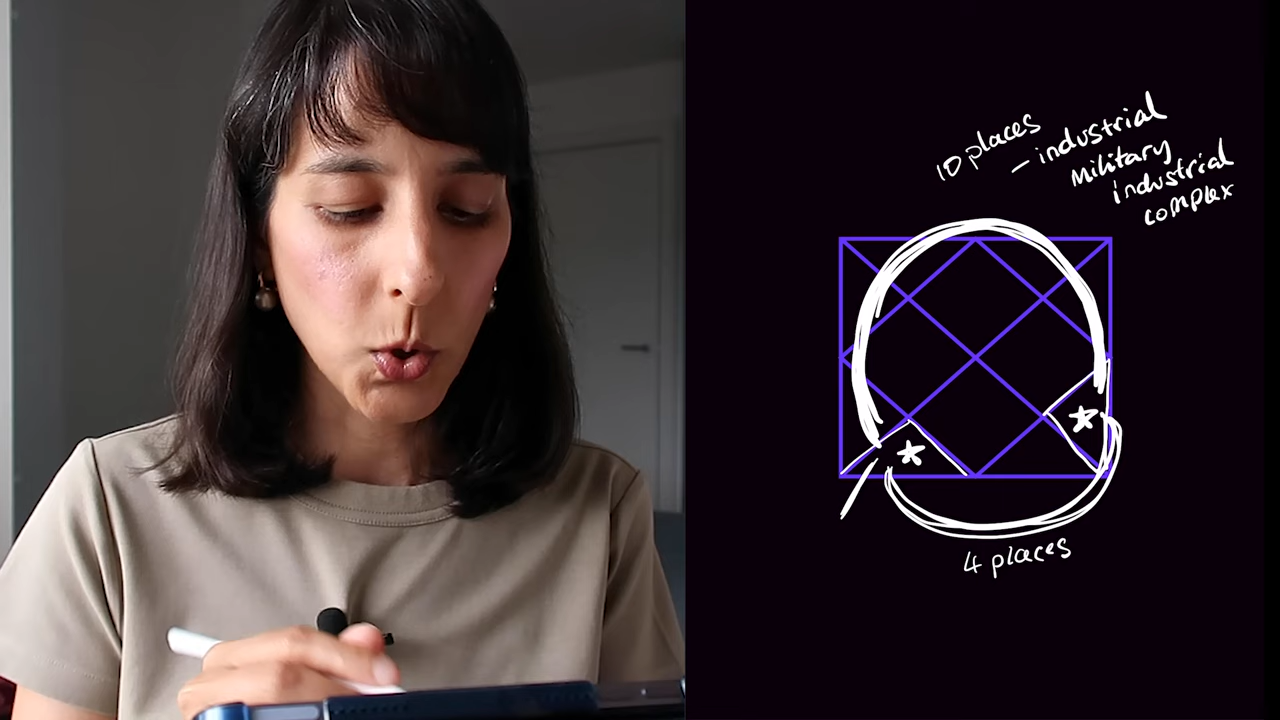 10 places
– industrial
military
industrial
complex
4 places